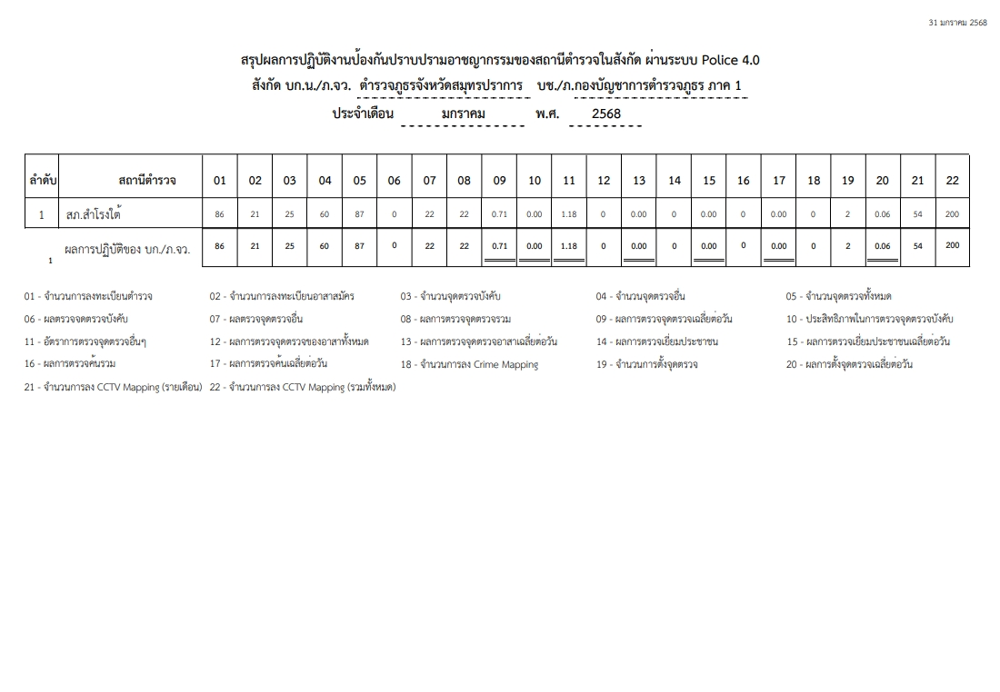 31 มกราคม 2568
สรุปผลการปฏิบัติงานป้องกันปราบปรามอาชญากรรมของสถานีตำรวจในสังกัด ผ่านระบบ Police 4.0
สังกัด บก.น./ภ.จว. ตำรวจภูธรจังหวัดสมุทรปราการ บช./ภ.กองบัญชาการตำรวจภูธร ภาค 1
ประจำเดือน มกราคม พ.ศ. 2568
ลำดับ สถานีตำรวจ 01 02 03 04 05 06 07 08 09 10 11 12 13 14 15 16 17 18 19 20 21 22
1 สภ.สำโรงใต้ 86 21 25 60 87 0 22 22 0.71 0.00 1.18 0 0.00 0 0.00 0 0.00 0 2 0.06 54 200
1 ผลการปฏิบัติของ บก./ภ.จว. 86 21 25 60 87 0 22 22 0.71 0.00 1.18 0 0.00 0 0.00 0 0.00 0 2 0.06 54 200
01 - จำนวนการลงทะเบียนตำรวจ 02 - จำนวนการลงทะเบียนอาสาสมัคร 03 - จำนวนจุดตรวจบังคับ 04 - จำนวนจุดตรวจอื่น 05 - จำนวนจุดตรวจทั้งหมด
06 - ผลตรวจจดตรวจบังคับ 07 - ผลตรวจจุดตรวจอื่น 08 - ผลการตรวจจุดตรวจรวม 09 - ผลการตรวจจุดตรวจเฉลี่ยต่อวัน 10 - ประสิทธิภาพในการตรวจจุดตรวจบังคับ
11 - อัตราการตรวจจุดตรวจอื่นๆ 12 - ผลการตรวจจุดตรวจของอาสาทั้งหมด 13 - ผลการตรวจจุดตรวจอาสาเฉลี่ยต่อวัน 14 - ผลการตรวจเยี่ยมประชาชน 15 - ผลการตรวจเยี่ยมประชาชนเฉลี่ยต่อวัน
16 - ผลการตรวจค้นรวม 17 - ผลการตรวจค้นเฉลี่ยต่อวัน 18 - จำนวนการลง Crime Mapping 19 - จำนวนการตั้งจุดตรวจ 20 - ผลการตั้งจุดตรวจเฉลี่ยต่อวัน
21 - จำนวนการลง CCTV Mapping (รายเดือน) 22 - จำนวนการลง CCTV Mapping (รวมทั้งหมด)